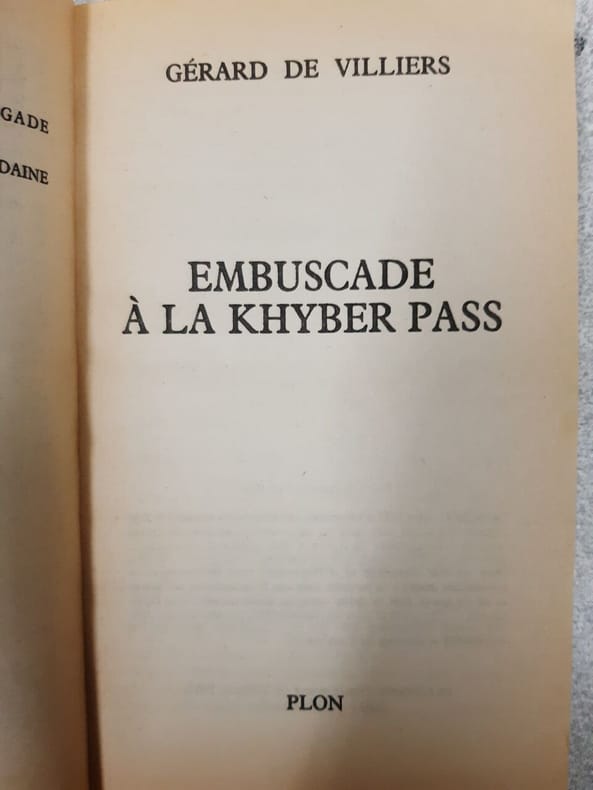 GADE
DAINE
GÉRARD DE VILLIERS
EMBUSCADE
À LA KHYBER PASS
PLON